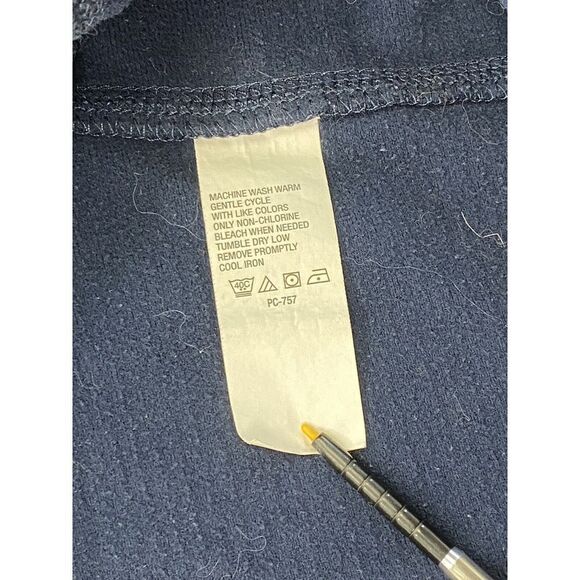 MACHINE WASH WARM
GENTLE CYCLE
WITH LIKE COLORS
ONLY NON-CHLORINE
BLEACH WHEN NEEDED
TUMBLE DRY LOW
REMOVE PROMPTLY
COOL IRON
40C
PC-757